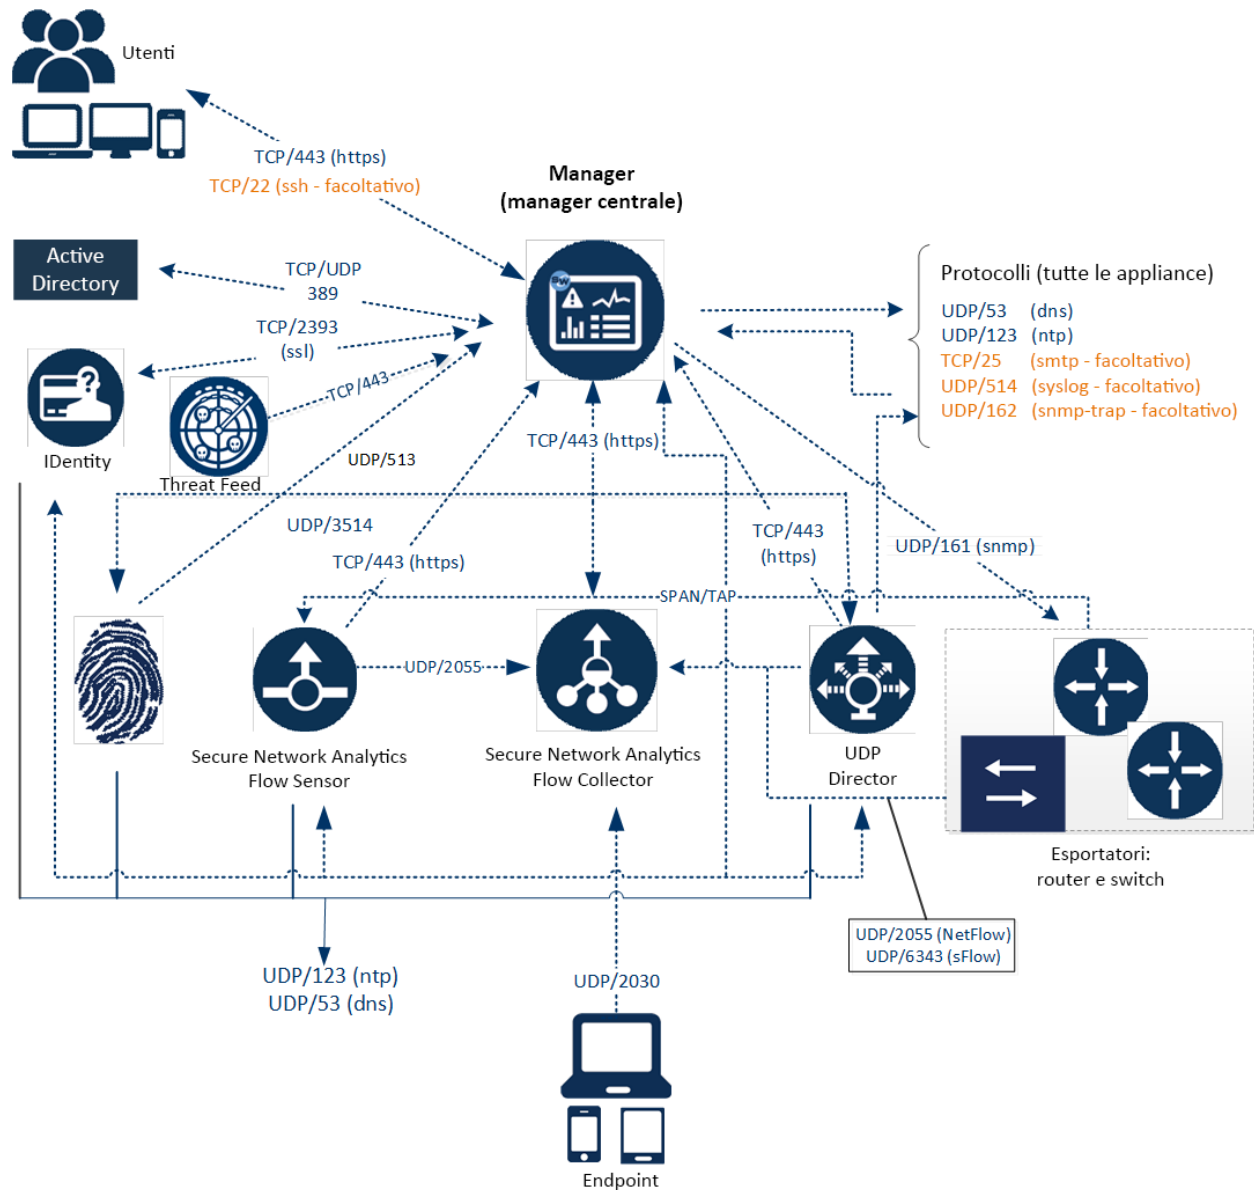 Utenti
TCP/443 (https)
TCP/22 (ssh - facoltativo)
Manager
(manager centrale)
Active
Directory
TCP/UDP
389
TCP/2393
(ssl)
TCP/443
IDentity
Threat Feed
Protocolli (tutte le appliance)
UDP/53 (dns)
UDP/123 (ntp)
TCP/25 (smtp - facoltativo)
UDP/514 (syslog - facoltativo)
UDP/162 (snmp-trap - facoltativo)
TCP/443 (https)
UDP/513
UDP/3514
TCP/443 (https)
TCP/443
(https)
UDP/161 (snmp)
SPAN/TAP
UDP/2055
Secure Network Analytics
Flow Sensor
Secure Network Analytics
Flow Collector
UDP
Director
Esportatori:
router e switch
UDP/2055 (NetFlow)
UDP/6343 (sFlow)
UDP/123 (ntp)
UDP/53 (dns)
UDP/2030
Endpoint